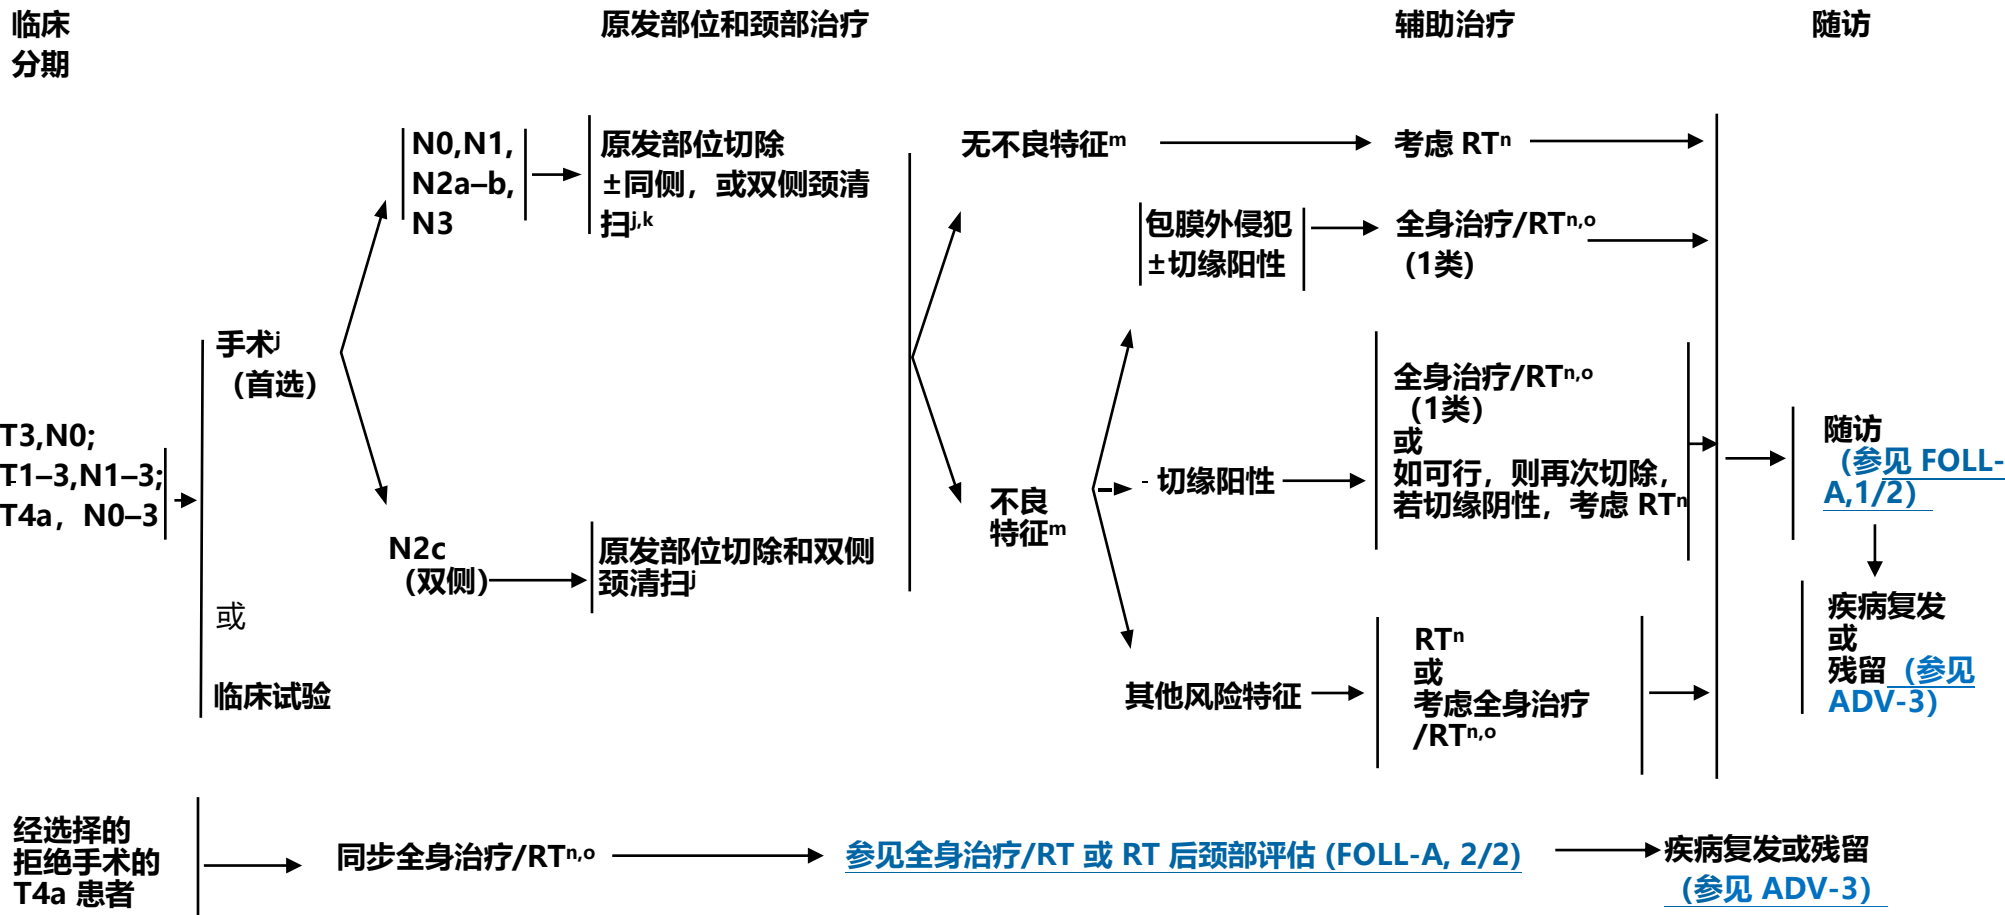 临床
分期
原发部位和颈部治疗
辅助治疗
随访
N0,N1,
N2a–b,
N3
原发部位切除
±同侧，或双侧颈清
扫j,k
无不良特征m
考虑 RTn
包膜外侵犯
±切缘阳性
全身治疗/RTn,o
(1类)
手术j
（首选）
T3,N0;
T1–3,N1–3;
T4a，N0–3
全身治疗/RTn,o
（1类）
或
如可行，则再次切除，
若切缘阴性，考虑 RTn
- 切缘阳性
不良
特征m
随访
（参见 FOLL-
A,1/2）
N2c
（双侧）
原发部位切除和双侧
颈清扫j
或
临床试验
其他风险特征
RTn
或
考虑全身治疗
/RTn,o
疾病复发
或
残留（参见
ADV-3）
经选择的
拒绝手术的
T4a 患者
同步全身治疗/RTn,o
参见全身治疗/RT 或 RT 后颈部评估 (FOLL-A, 2/2)
疾病复发或残留
（参见 ADV-3）